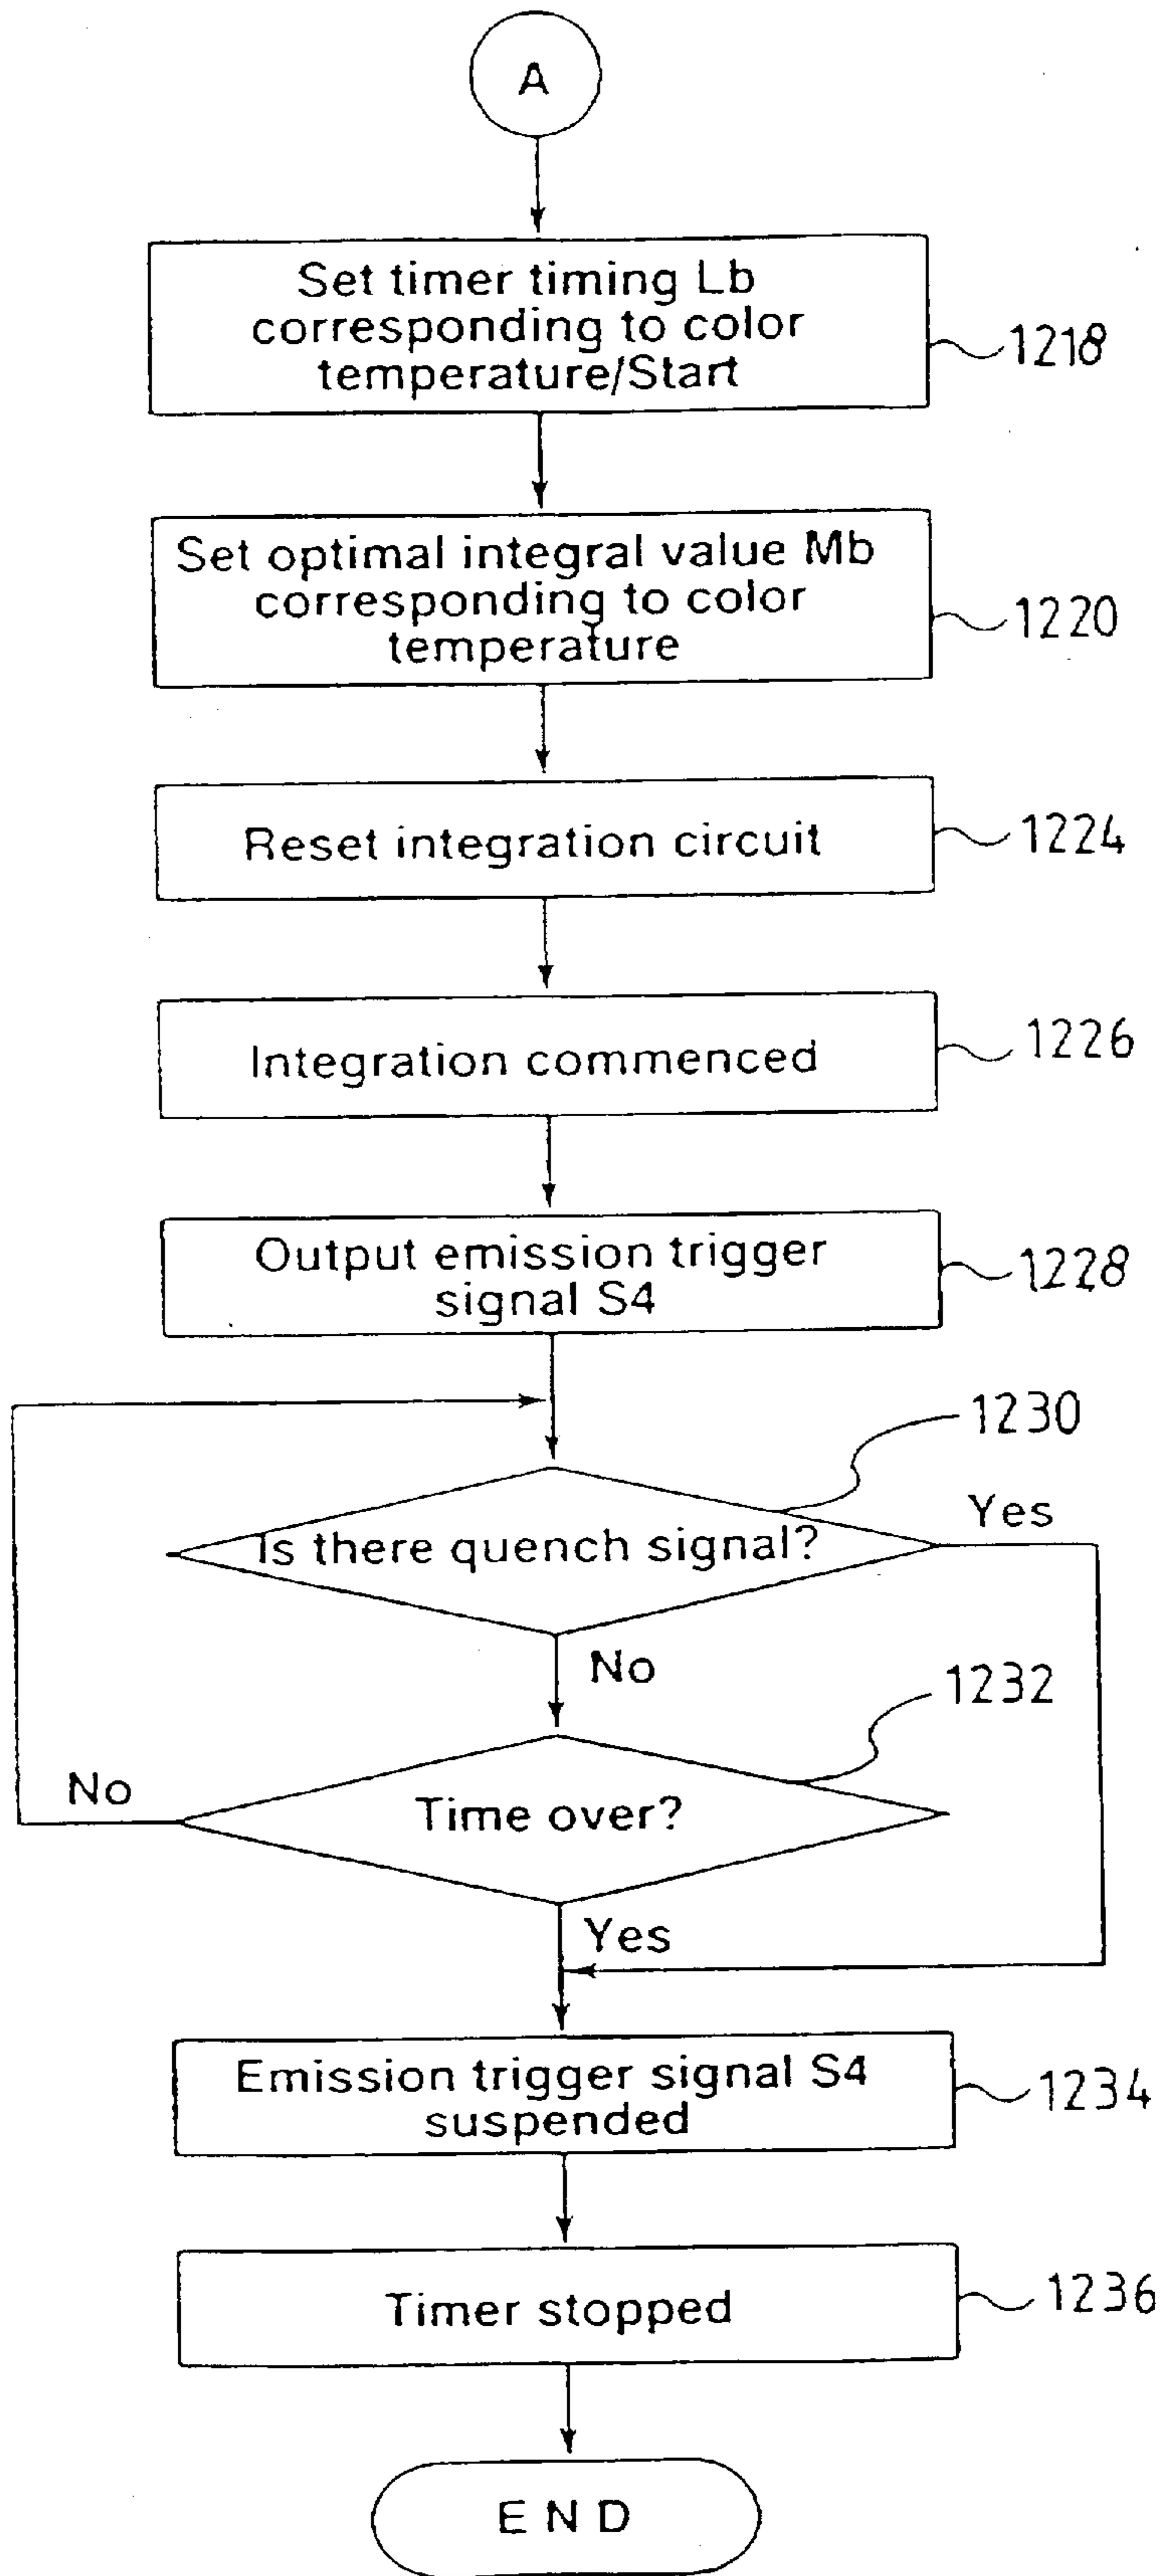 A
Set timer timing Lb
corresponding to color
temperature/Start
1218
Set optimal integral value Mb
corresponding to color
temperature
1220
Reset integration circuit
1224
Integration commenced
1226
Output emission trigger
signal S4
1228
1230
Is there quench signal?
Yes
No
1232
No
Time over?
Yes
Emission trigger signal S4
suspended
1234
Timer stopped
1236
END